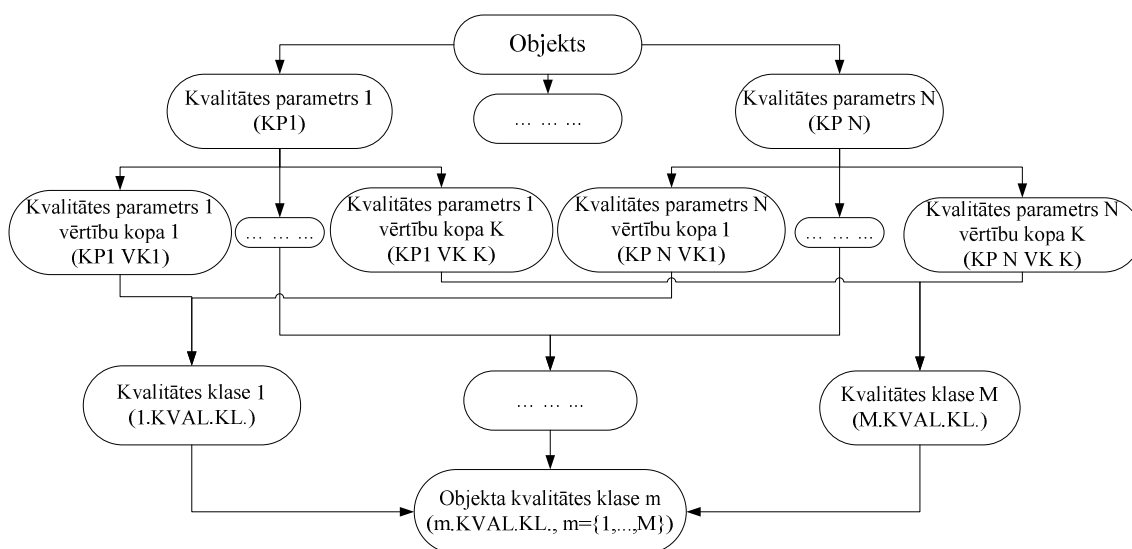 Objekts
Kvalitātes parametrs 1
(KP1)
... ... ...
Kvalitātes parametrs N
(KP N)
Kvalitātes parametrs 1
vērtību kopa 1
(KP1 VK1)
... ... ...
Kvalitātes parametrs 1
vērtību kopa K
(KP1 VK K)
Kvalitātes parametrs N
vērtību kopa 1
(KP N VK1)
... ... ...
Kvalitātes parametrs N
vērtību kopa K
(KP N VK K)
Kvalitātes klase 1
(1.KVAL.KL.)
... ... ...
Kvalitātes klase M
(M.KVAL.KL.)
Objekta kvalitātes klase m
(m.KVAL.KL., m={1,...,M})